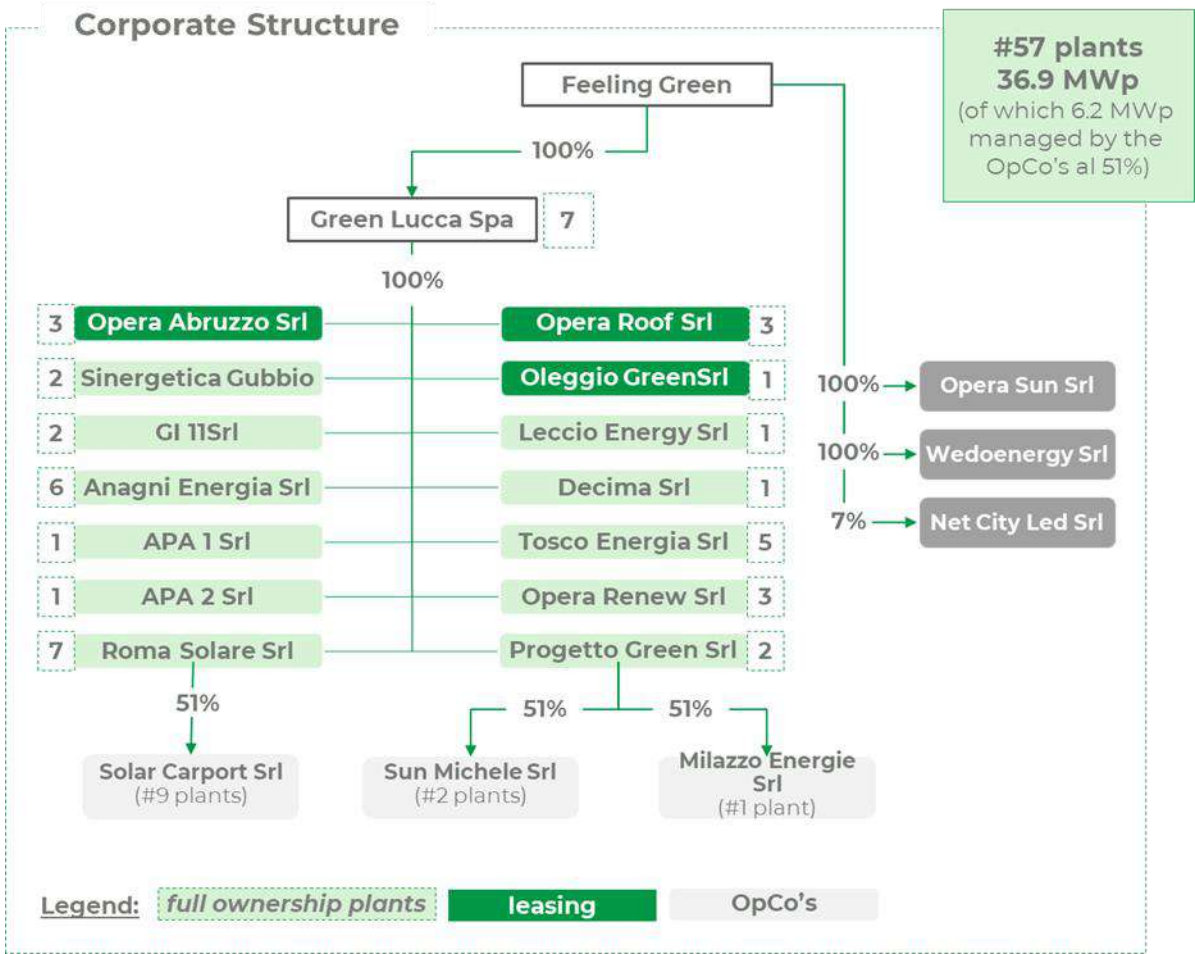 Corporate Structure
#57 plants
36.9 MWp
(of which 6.2 MWp
managed by the
OpCo's al 51%)
Feeling Green
100%
Green Lucca Spa
7
100%
3
Opera Abruzzo Srl
Opera Roof Srl
3
2
Sinergetica Gubbio
Oleggio GreenSrl
1
100%
Opera Sun Srl
2
GI 11Srl
Leccio Energy Srl
1
100%
Wedoenergy Srl
6
Anagni Energia Srl
Decima Srl
1
7%
Net City Led Srl
1
APA 1 Srl
Tosco Energia Srl
5
1
APA 2 Srl
Opera Renew Srl
3
7
Roma Solare Srl
Progetto Green Srl
2
51%
51%
51%
Solar Carport Srl
(#9 plants)
Sun Michele Srl
(#2 plants)
Milazzo Energie
Srl
(#1 plant)
Legend:
full ownership plants
leasing
OpCo's